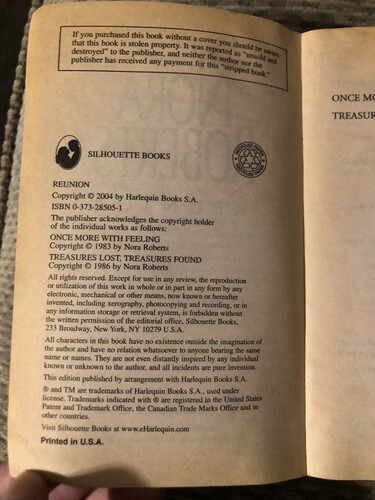 If you purchased this book without a cover you should be aware
that this book is stolen property. It was reported as "unsold and
destroyed" to the publisher, and neither the author nor the
publisher has received any payment for this "stripped book."
SILHOUETTE BOOKS
REUNION
Copyright © 2004 by Harlequin Books S.A.
ISBN 0-373-28505-1
The publisher acknowledges the copyright holder
of the individual works as follows:
ONCE MORE WITH FEELING
Copyright © 1983 by Nora Roberts
TREASURES LOST, TREASURES FOUND
Copyright © 1986 by Nora Roberts
All rights reserved. Except for use in any review, the reproduction
or utilization of this work in whole or in part in any form by any
electronic, mechanical or other means, now known or hereafter
invented, including xerography, photocopying and recording, or in
any information storage or retrieval system, is forbidden without
the written permission of the editorial office, Silhouette Books,
233 Broadway, New York, NY 10279 U.S.A.
All characters in this book have no existence outside the imagination of
the author and have no relation whatsoever to anyone bearing the same
name or names. They are not even distantly inspired by any individual
known or unknown to the author, and all incidents are pure invention.
This edition published by arrangement with Harlequin Books S.A.
® and TM are trademarks of Harlequin Books S.A., used under
license. Trademarks indicated with ® are registered in the United States
Patent and Trademark Office, the Canadian Trade Marks Office and in
other countries.
Visit Silhouette Books at www.eHarlequin.com
Printed in U.S.A.
ONCE MO
TREASUR